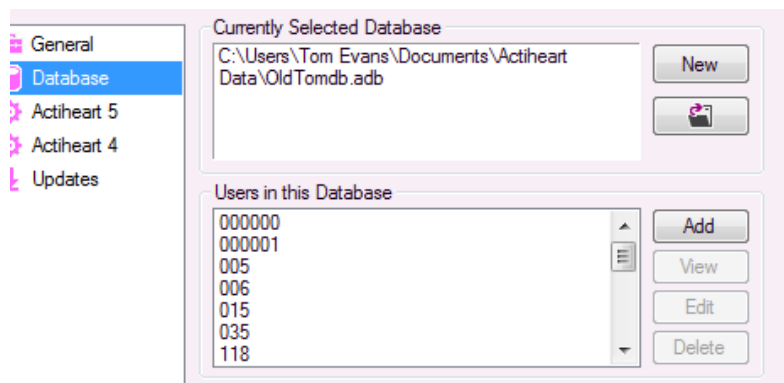 General
Database
Actiheart 5
Actiheart 4
Updates
Currently Selected Database
C:\Users\Tom Evans\Documents\Actiheart
Data\OldTomdb.adb
New
Users in this Database
000000
000001
005
006
015
035
118
Add
View
Edit
Delete